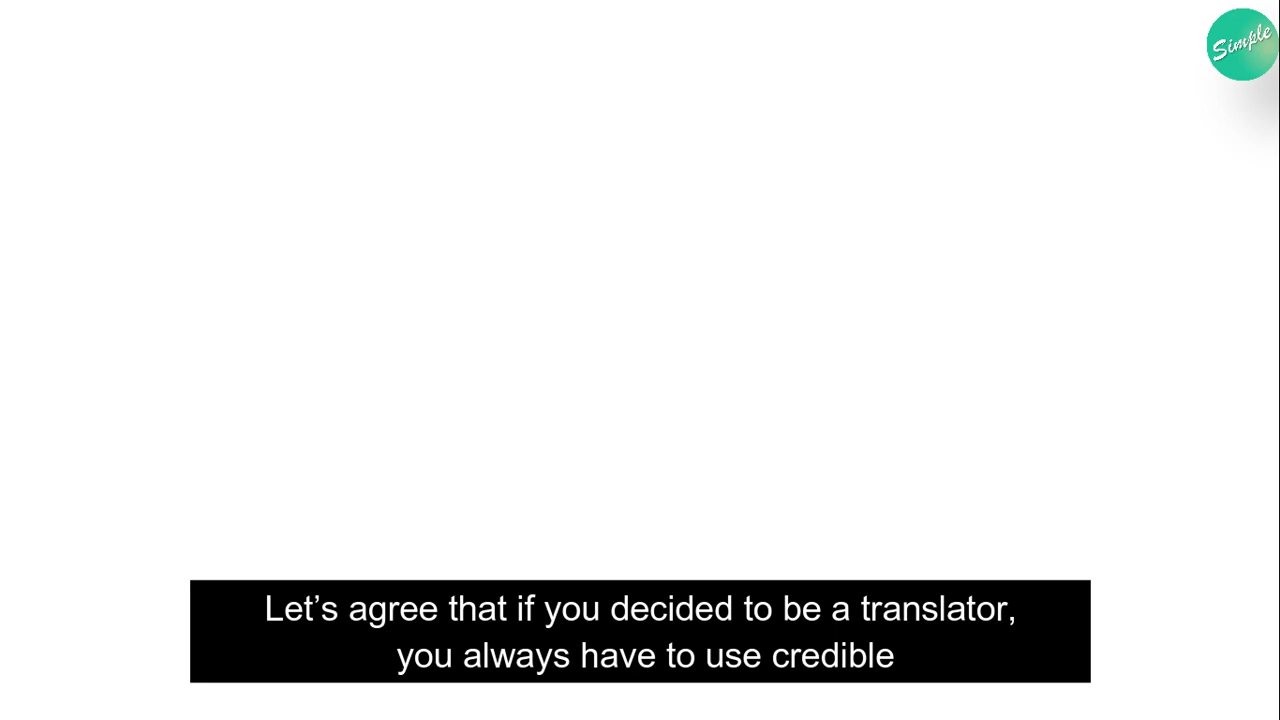 Simple
Let’s agree that if you decided to be a translator,
you always have to use credible